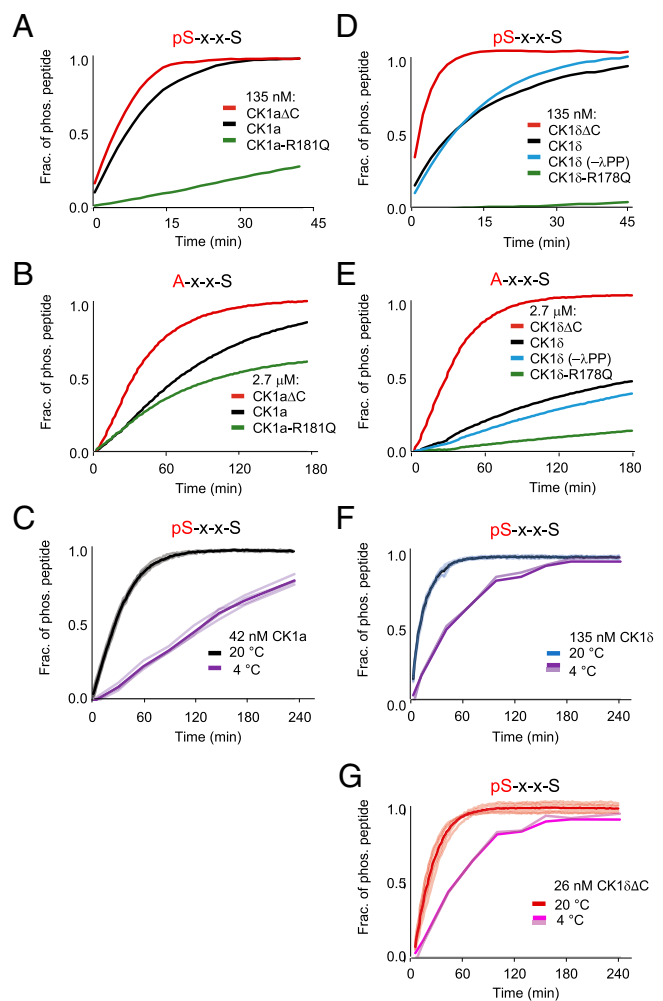 A
pS-x-x-S
Frac. of phos. peptide
1.0
0.5
0.0
135 nM:
CK1aΔC
CK1a
CK1a-R181Q
0
15
30
45
Time (min)
B
A-x-x-S
Frac. of phos. peptide
1.0
0.5
0.0
2.7 μM:
CK1aΔC
CK1a
CK1a-R181Q
0
60
120
180
Time (min)
C
pS-x-x-S
Frac. of phos. peptide
1.0
0.5
0.0
42 nM CK1a
20 °C
4 °C
0
60
120
180
240
Time (min)
D
pS-x-x-S
Frac. of phos. peptide
1.0
0.5
0.0
135 nM:
CK1δΔC
CK1δ
CK1δ (−λPP)
CK1δ-R178Q
0
15
30
45
Time (min)
E
A-x-x-S
Frac. of phos. peptide
1.0
0.5
0.0
2.7 μM:
CK1δΔC
CK1δ
CK1δ (−λPP)
CK1δ-R178Q
0
60
120
180
Time (min)
F
pS-x-x-S
Frac. of phos. peptide
1.0
0.5
0.0
135 nM CK1δ
20 °C
4 °C
0
60
120
180
240
Time (min)
G
pS-x-x-S
Frac. of phos. peptide
1.0
0.5
0.0
26 nM CK1δΔC
20 °C
4 °C
0
60
120
180
240
Time (min)